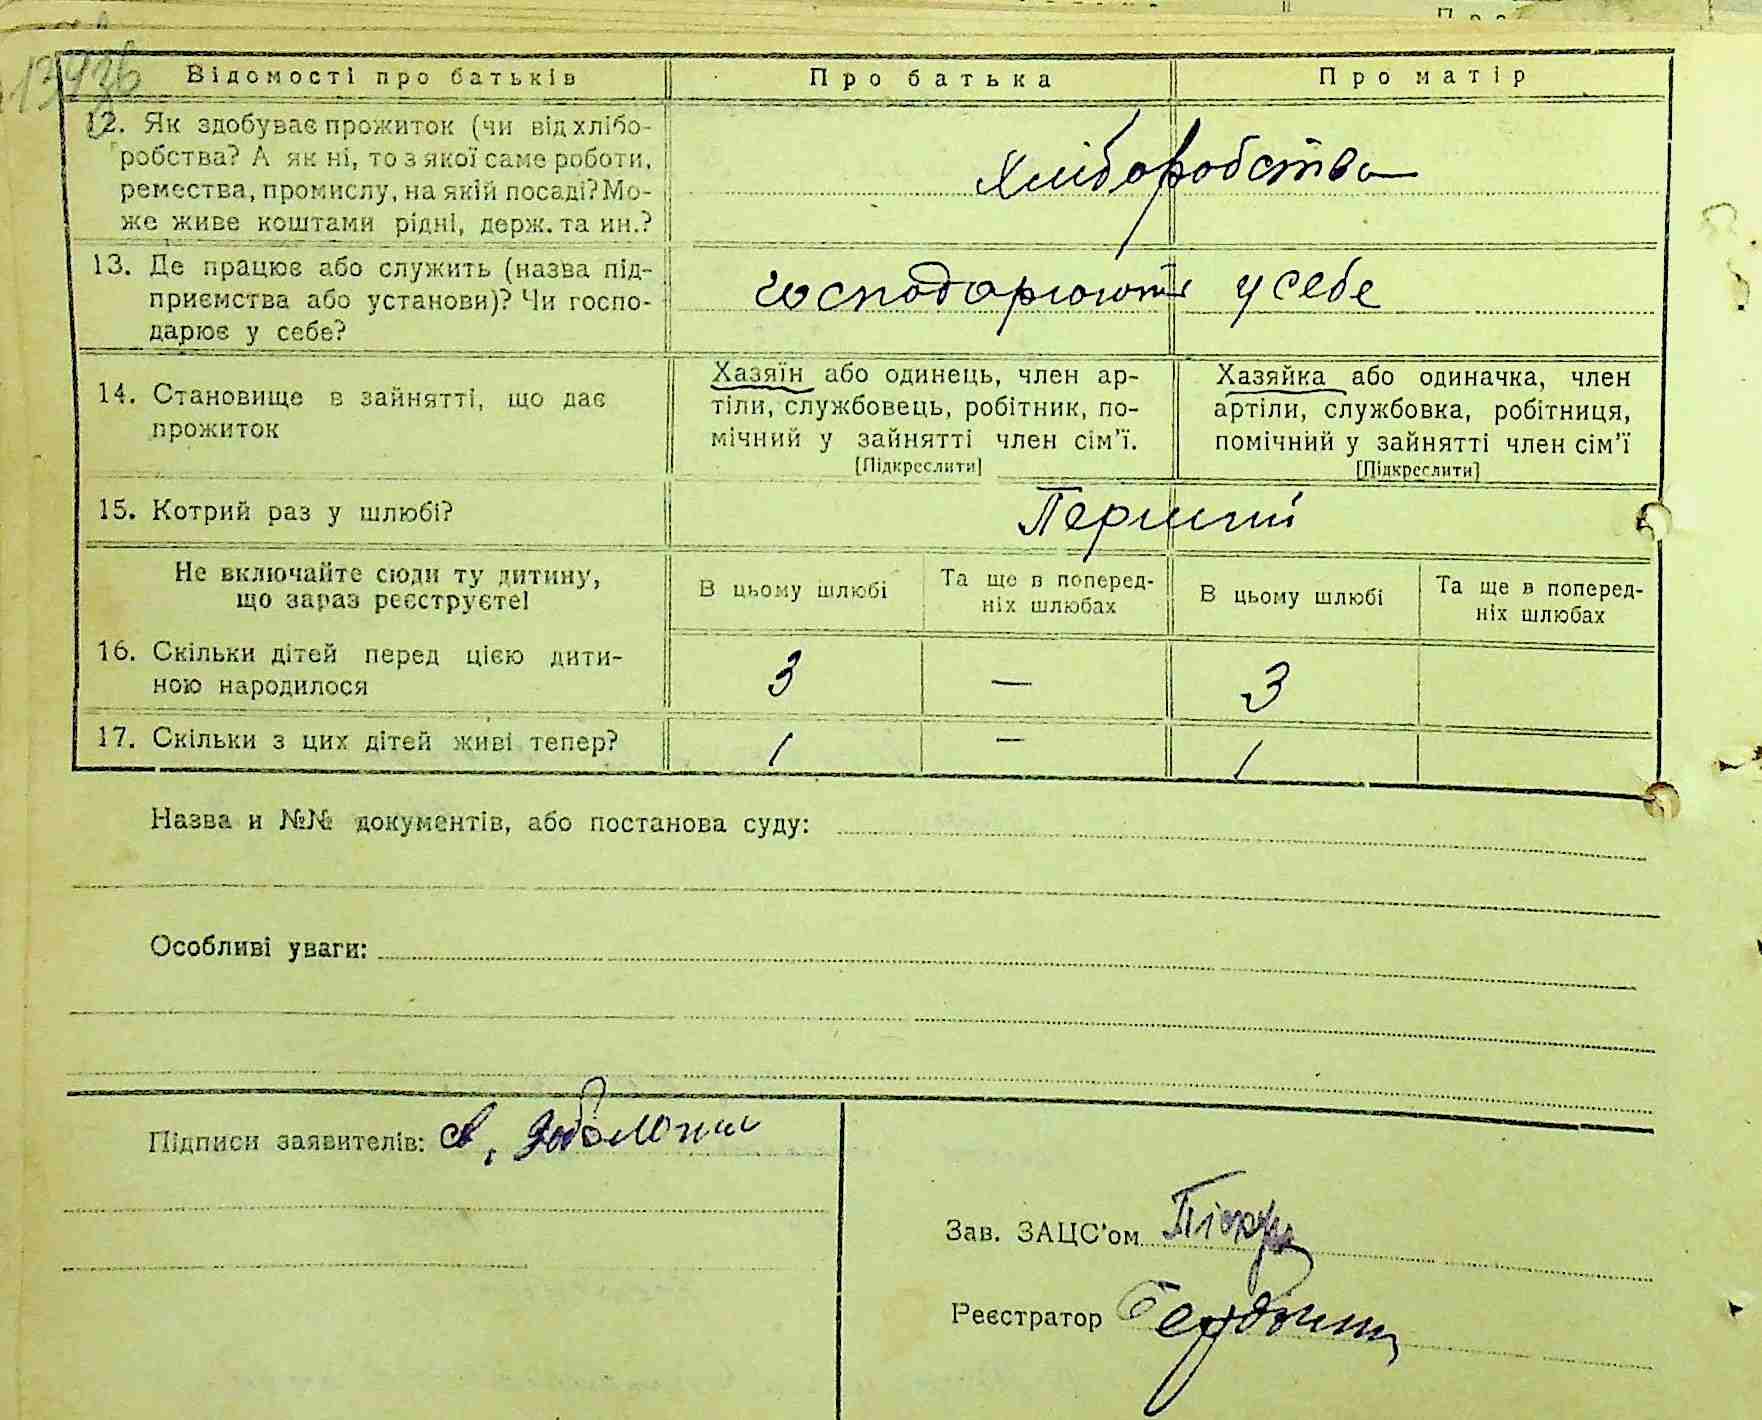 Відомості про батьків Про батька Про матір
12. Як здобуває прожиток (чи від хлібо-
робства? А як ні, то з якої саме роботи,
ремества, промислу, на якій посаді? Мо-
же живе коштами рідні, держ. та ин.?
хліборобства
13. Де працює або служить (назва під-
приємства або установи)? Чи госпо-
дарює у себе?
господарюють у себе
14. Становище в зайнятті, що дає
прожиток
Хазяїн або одинець, член ар-
тіли, службовець, робітник, по-
мічний у зайнятті член сім'ї.
[Підкреслити]
Хазяйка або одиначка, член
артіли, службовка, робітниця,
помічний у зайнятті член сім'ї
[Підкреслити]
15. Котрий раз у шлюбі? Перший
Не включайте сюди ту дитину,
що зараз реєструєте!
В цьому шлюбі
Та ще в поперед-
ніх шлюбах
В цьому шлюбі
Та ще в поперед-
ніх шлюбах
16. Скільки дітей перед цією дити-
ною народилося
3 — 3
17. Скільки з цих дітей живі тепер? 1 — 1
Назва и №№ документів, або постанова суду:
Особливі уваги:
Підписи заявителів:
Зав. ЗАЦС'ом
Реєстратор